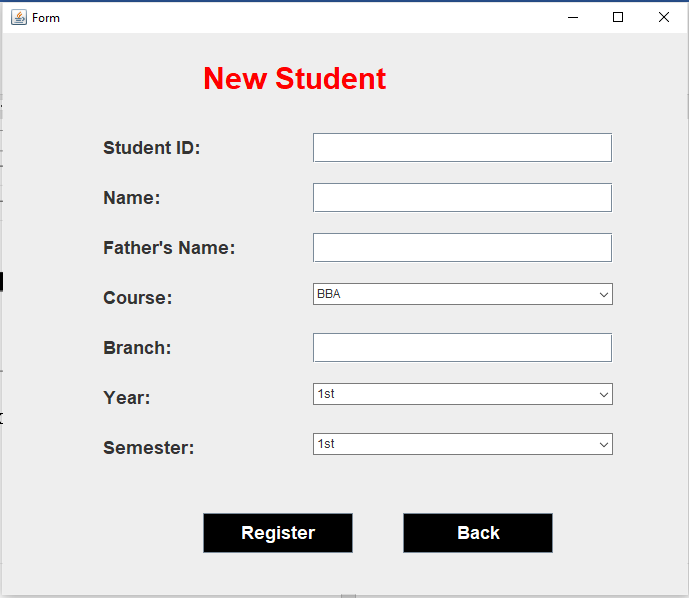 Form
New Student
Student ID:
Name:
Father's Name:
Course: BBA
Branch:
Year: 1st
Semester: 1st
Register Back